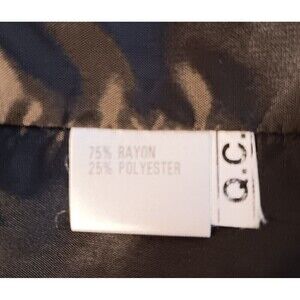 75% RAYON
25% POLYESTER
Q.C.